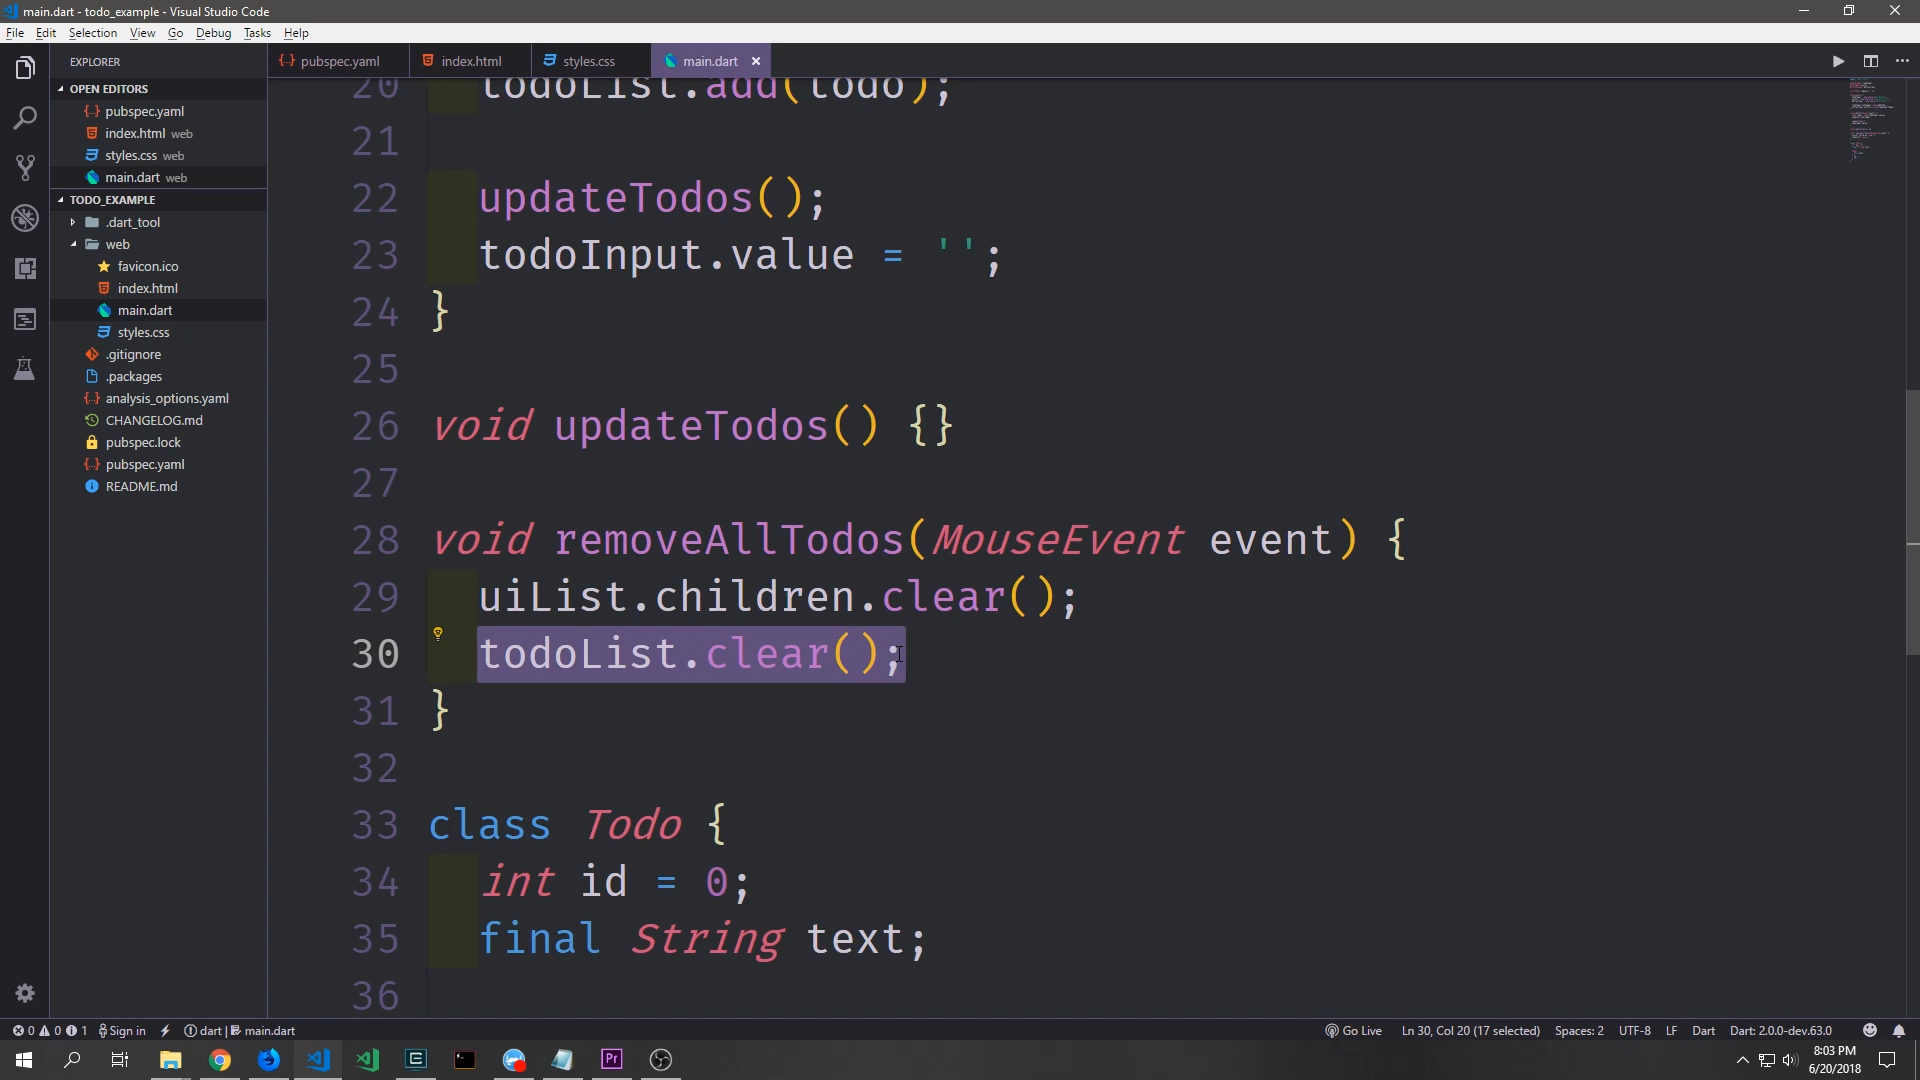 main.dart - todo_example - Visual Studio Code
File Edit Selection View Go Debug Tasks Help
EXPLORER
OPEN EDITORS
pubspec.yaml
index.html web
styles.css web
main.dart web
TODO_EXAMPLE
.dart_tool
web
favicon.ico
index.html
main.dart
styles.css
.gitignore
.packages
analysis_options.yaml
CHANGELOG.md
pubspec.lock
pubspec.yaml
README.md
pubspec.yaml index.html styles.css main.dart
20 todoList.add(todo);
21
22 updateTodos();
23 todoInput.value = '';
24 }
25
26 void updateTodos() {}
27
28 void removeAllTodos(MouseEvent event) {
29 uiList.children.clear();
30 todoList.clear();
31 }
32
33 class Todo {
34 int id = 0;
35 final String text;
36
0 0 1 Sign in dart | main.dart Go Live Ln 30, Col 20 (17 selected) Spaces: 2 UTF-8 LF Dart Dart: 2.0.0-dev.63.0
Pr
8:03 PM
6/20/2018